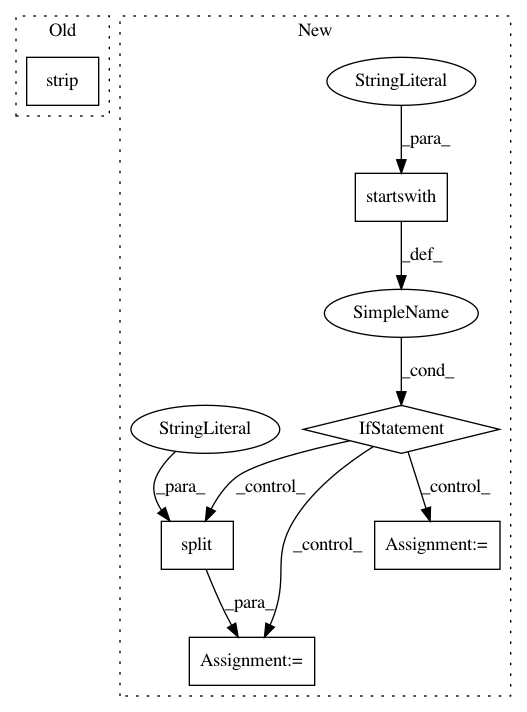 Old
New
strip
StringLiteral
_para_
startswith
_def_
SimpleName
_cond_
StringLiteral
IfStatement
_para_
_control_
_control_
_control_
split
Assignment:=
_para_
Assignment:=